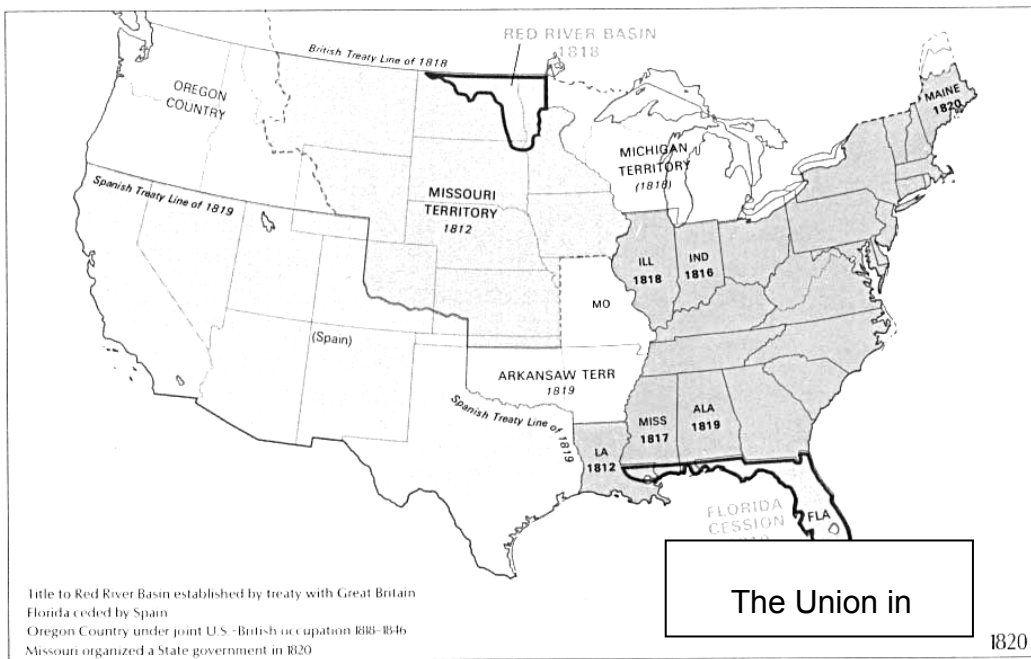 RED RIVER BASIN
1818
British Treaty Line of 1818
OREGON
COUNTRY
MAINE
1820
MICHIGAN
TERRITORY
(1818)
Spanish Treaty Line of 1819
MISSOURI
TERRITORY
1812
ILL
1818
IND
1816
MO
(Spain)
ARKANSAW TERR
1819
Spanish Treaty Line of
1819
MISS
1817
ALA
1819
LA
1812
FLORIDA
CESSION
FLA
Title to Red River Basin established by treaty with Great Britain
Florida ceded by Spain
Oregon Country under joint U.S.-British occupation 1818-1846
Missouri organized a State government in 1820
The Union in
1820